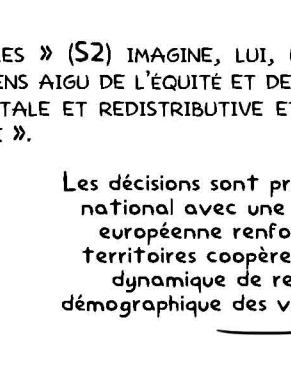 ES » (S2) IMAGINE, LUI,
ENS AIGU DE L'ÉQUITÉ ET DE
TALE ET REDISTRIBUTIVE E
».
Les décisions sont pr
national avec une
européenne renfo
territoires coopère
dynamique de re
démographique des v